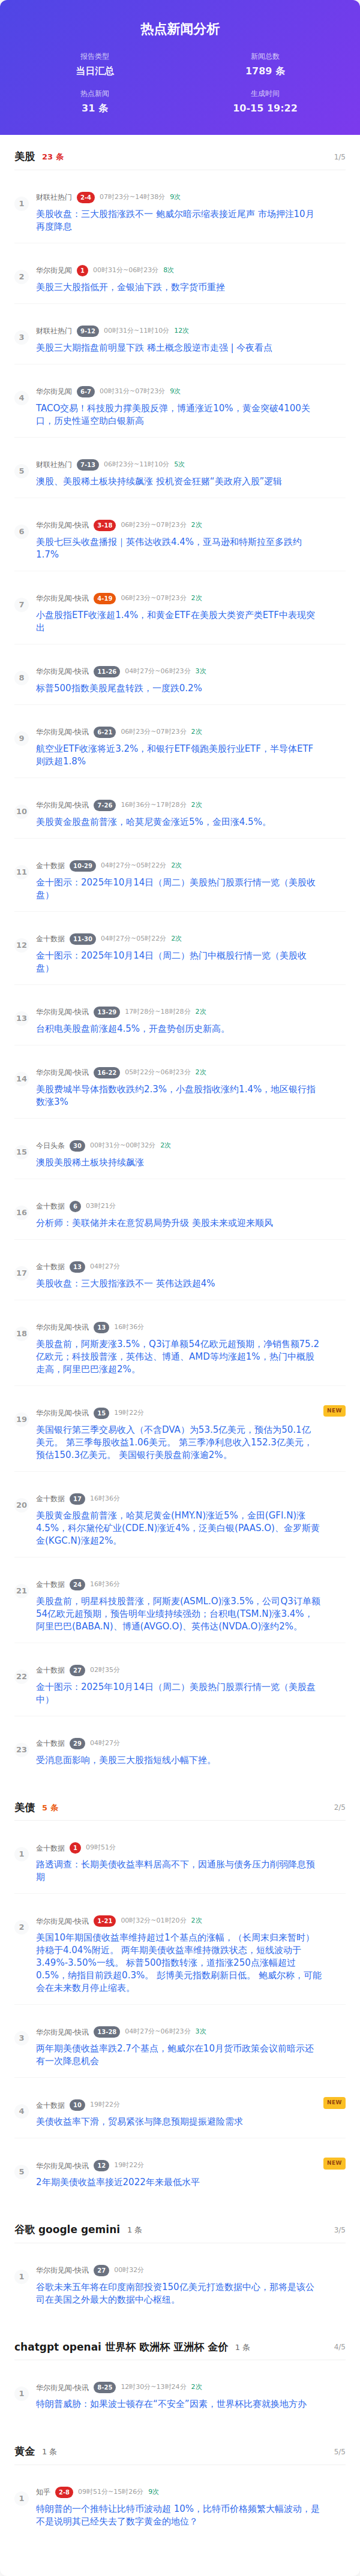 热点新闻分析
报告类型
当日汇总
新闻总数
1789 条
热点新闻
31 条
生成时间
10-15 19:22
美股 23 条 1/5
1
财联社热门 2-4 07时23分~14时38分 9次
美股收盘：三大股指涨跌不一 鲍威尔暗示缩表接近尾声 市场押注10月
再度降息
2
华尔街见闻 1 00时31分~06时23分 8次
美股三大股指低开，金银油下跌，数字货币重挫
3
财联社热门 9-12 00时31分~11时10分 12次
美股三大期指盘前明显下跌 稀土概念股逆市走强 | 今夜看点
4
华尔街见闻 6-7 00时31分~07时23分 9次
TACO交易！科技股力撑美股反弹，博通涨近10%，黄金突破4100关
口，历史性逼空助白银新高
5
财联社热门 7-13 06时23分~11时10分 5次
澳股、美股稀土板块持续飙涨 投机资金狂赌“美政府入股”逻辑
6
华尔街见闻-快讯 3-18 06时23分~07时23分 2次
美股七巨头收盘播报｜英伟达收跌4.4%，亚马逊和特斯拉至多跌约
1.7%
7
华尔街见闻-快讯 4-19 06时23分~07时23分 2次
小盘股指ETF收涨超1.4%，和黄金ETF在美股大类资产类ETF中表现突
出
8
华尔街见闻-快讯 11-26 04时27分~06时23分 3次
标普500指数美股尾盘转跌，一度跌0.2%
9
华尔街见闻-快讯 6-21 06时23分~07时23分 2次
航空业ETF收涨将近3.2%，和银行ETF领跑美股行业ETF，半导体ETF
则跌超1.8%
10
华尔街见闻-快讯 7-26 16时36分~17时28分 2次
美股黄金股盘前普涨，哈莫尼黄金涨近5%，金田涨4.5%。
11
金十数据 10-29 04时27分~05时22分 2次
金十图示：2025年10月14日（周二）美股热门股票行情一览（美股收
盘）
12
金十数据 11-30 04时27分~05时22分 2次
金十图示：2025年10月14日（周二）热门中概股行情一览（美股收
盘）
13
华尔街见闻-快讯 13-29 17时28分~18时28分 2次
台积电美股盘前涨超4.5%，开盘势创历史新高。
14
华尔街见闻-快讯 16-22 05时22分~06时23分 2次
美股费城半导体指数收跌约2.3%，小盘股指收涨约1.4%，地区银行指
数涨3%
15
今日头条 30 00时31分~00时32分 2次
澳股美股稀土板块持续飙涨
16
金十数据 6 03时21分
分析师：美联储并未在意贸易局势升级 美股未来或迎来顺风
17
金十数据 13 04时27分
美股收盘：三大股指涨跌不一 英伟达跌超4%
18
华尔街见闻-快讯 13 16时36分
美股盘前，阿斯麦涨3.5%，Q3订单额54亿欧元超预期，净销售额75.2
亿欧元；科技股普涨，英伟达、博通、AMD等均涨超1%，热门中概股
走高，阿里巴巴涨超2%。
19
华尔街见闻-快讯 15 19时22分 NEW
美国银行第三季交易收入（不含DVA）为53.5亿美元，预估为50.1亿
美元。 第三季每股收益1.06美元。 第三季净利息收入152.3亿美元，
预估150.3亿美元。 美国银行美股盘前涨逾2%。
20
金十数据 17 16时36分
美股黄金股盘前普涨，哈莫尼黄金(HMY.N)涨近5%，金田(GFI.N)涨
4.5%，科尔黛伦矿业(CDE.N)涨近4%，泛美白银(PAAS.O)、金罗斯黄
金(KGC.N)涨超2%。
21
金十数据 24 16时36分
美股盘前，明星科技股普涨，阿斯麦(ASML.O)涨3.5%，公司Q3订单额
54亿欧元超预期，预告明年业绩持续强劲；台积电(TSM.N)涨3.4%，
阿里巴巴(BABA.N)、博通(AVGO.O)、英伟达(NVDA.O)涨约2%。
22
金十数据 27 02时35分
金十图示：2025年10月14日（周二）美股热门股票行情一览（美股盘
中）
23
金十数据 29 04时27分
受消息面影响，美股三大股指短线小幅下挫。
美债 5 条 2/5
1
金十数据 1 09时51分
路透调查：长期美债收益率料居高不下，因通胀与债务压力削弱降息预
期
2
华尔街见闻-快讯 1-21 00时32分~01时20分 2次
美国10年期国债收益率维持超过1个基点的涨幅，（长周末归来暂时）
持稳于4.04%附近。 两年期美债收益率维持微跌状态，短线波动于
3.49%-3.50%一线。 标普500指数转涨，道指涨250点涨幅超过
0.5%，纳指目前跌超0.3%。 彭博美元指数刷新日低。 鲍威尔称，可能
会在未来数月停止缩表。
3
华尔街见闻-快讯 13-28 04时27分~06时23分 3次
两年期美债收益率跌2.7个基点，鲍威尔在10月货币政策会议前暗示还
有一次降息机会
4
金十数据 10 19时22分 NEW
美债收益率下滑，贸易紧张与降息预期提振避险需求
5
华尔街见闻-快讯 12 19时22分 NEW
2年期美债收益率接近2022年来最低水平
谷歌 google gemini 1 条 3/5
1
华尔街见闻-快讯 27 00时32分
谷歌未来五年将在印度南部投资150亿美元打造数据中心，那将是该公
司在美国之外最大的数据中心枢纽。
chatgpt openai 世界杯 欧洲杯 亚洲杯 金价 1 条 4/5
1
华尔街见闻-快讯 8-25 12时30分~13时24分 2次
特朗普威胁：如果波士顿存在“不安全”因素，世界杯比赛就换地方办
黄金 1 条 5/5
1
知乎 2-8 09时51分~15时26分 9次
特朗普的一个推特让比特币波动超 10%，比特币价格频繁大幅波动，是
不是说明其已经失去了数字黄金的地位？